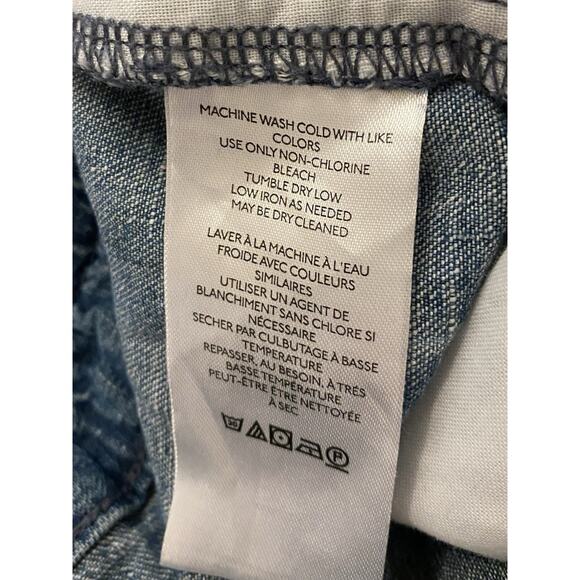 MACHINE WASH COLD WITH LIKE
COLORS
USE ONLY NON-CHLORINE
BLEACH
TUMBLE DRY LOW
LOW IRON AS NEEDED
MAY BE DRY CLEANED
LAVER À LA MACHINE À L'EAU
FROIDE AVEC COULEURS
SIMILAIRES
UTILISER UN AGENT DE
BLANCHIMENT SANS CHLORE SI
NÉCESSAIRE
SECHER PAR CULBUTAGE À BASSE
TEMPERATURE
REPASSER, AU BESOIN, À TRÉS
BASSE TEMPÉRATURE
PEUT-ÊTRE ÊTRE NETTOYÉE
À SEC
30 P